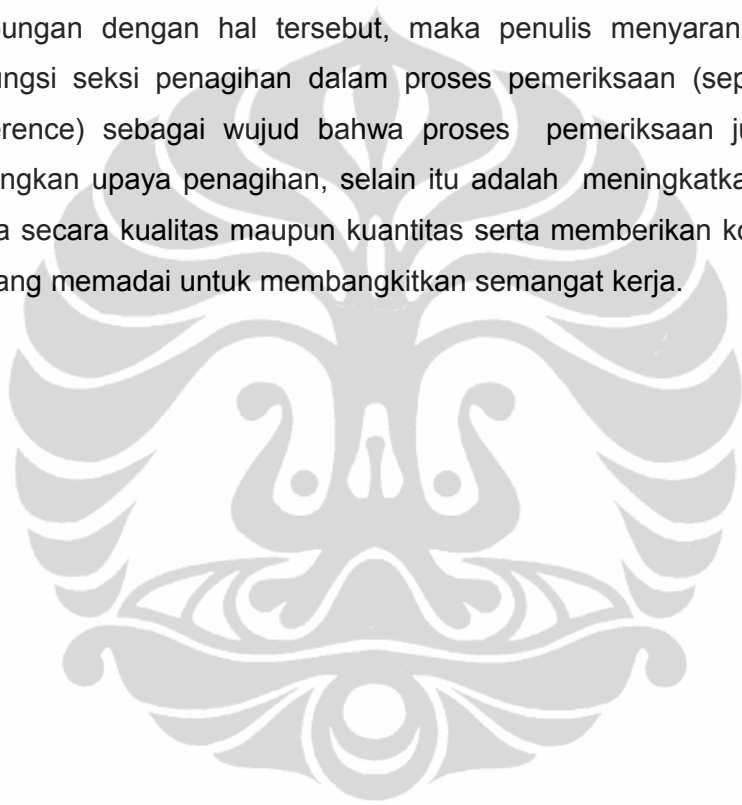 bungan dengan hal tersebut, maka penulis menyaran
ungsi seksi penagihan dalam proses pemeriksaan (sep
erence) sebagai wujud bahwa proses pemeriksaan ju
ngkan upaya penagihan, selain itu adalah meningkatka
a secara kualitas maupun kuantitas serta memberikan ko
ang memadai untuk membangkitkan semangat kerja.